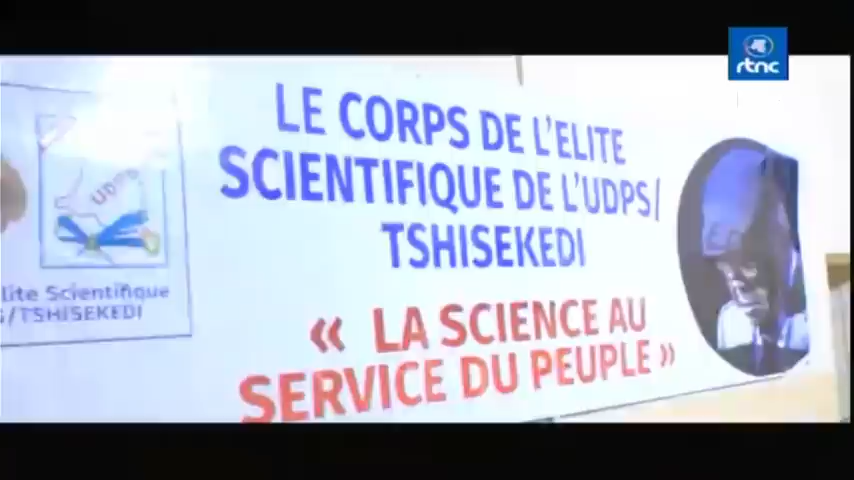 rtnc
LE CORPS DE L'ELITE
SCIENTIFIQUE DE L'UDPS/
TSHISEKEDI
« LA SCIENCE AU
SERVICE DU PEUPLE »
UDPS
lite Scientifique
S/TSHISEKEDI